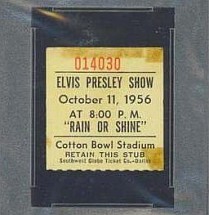 014030
ELVIS PRESLEY SHOW
October 11, 1956
AT 8:00 P. M.
"RAIN OR SHINE"
Cotton Bowl Stadium
RETAIN THIS STUB
Southwest Globe Ticket Co.—Dallas